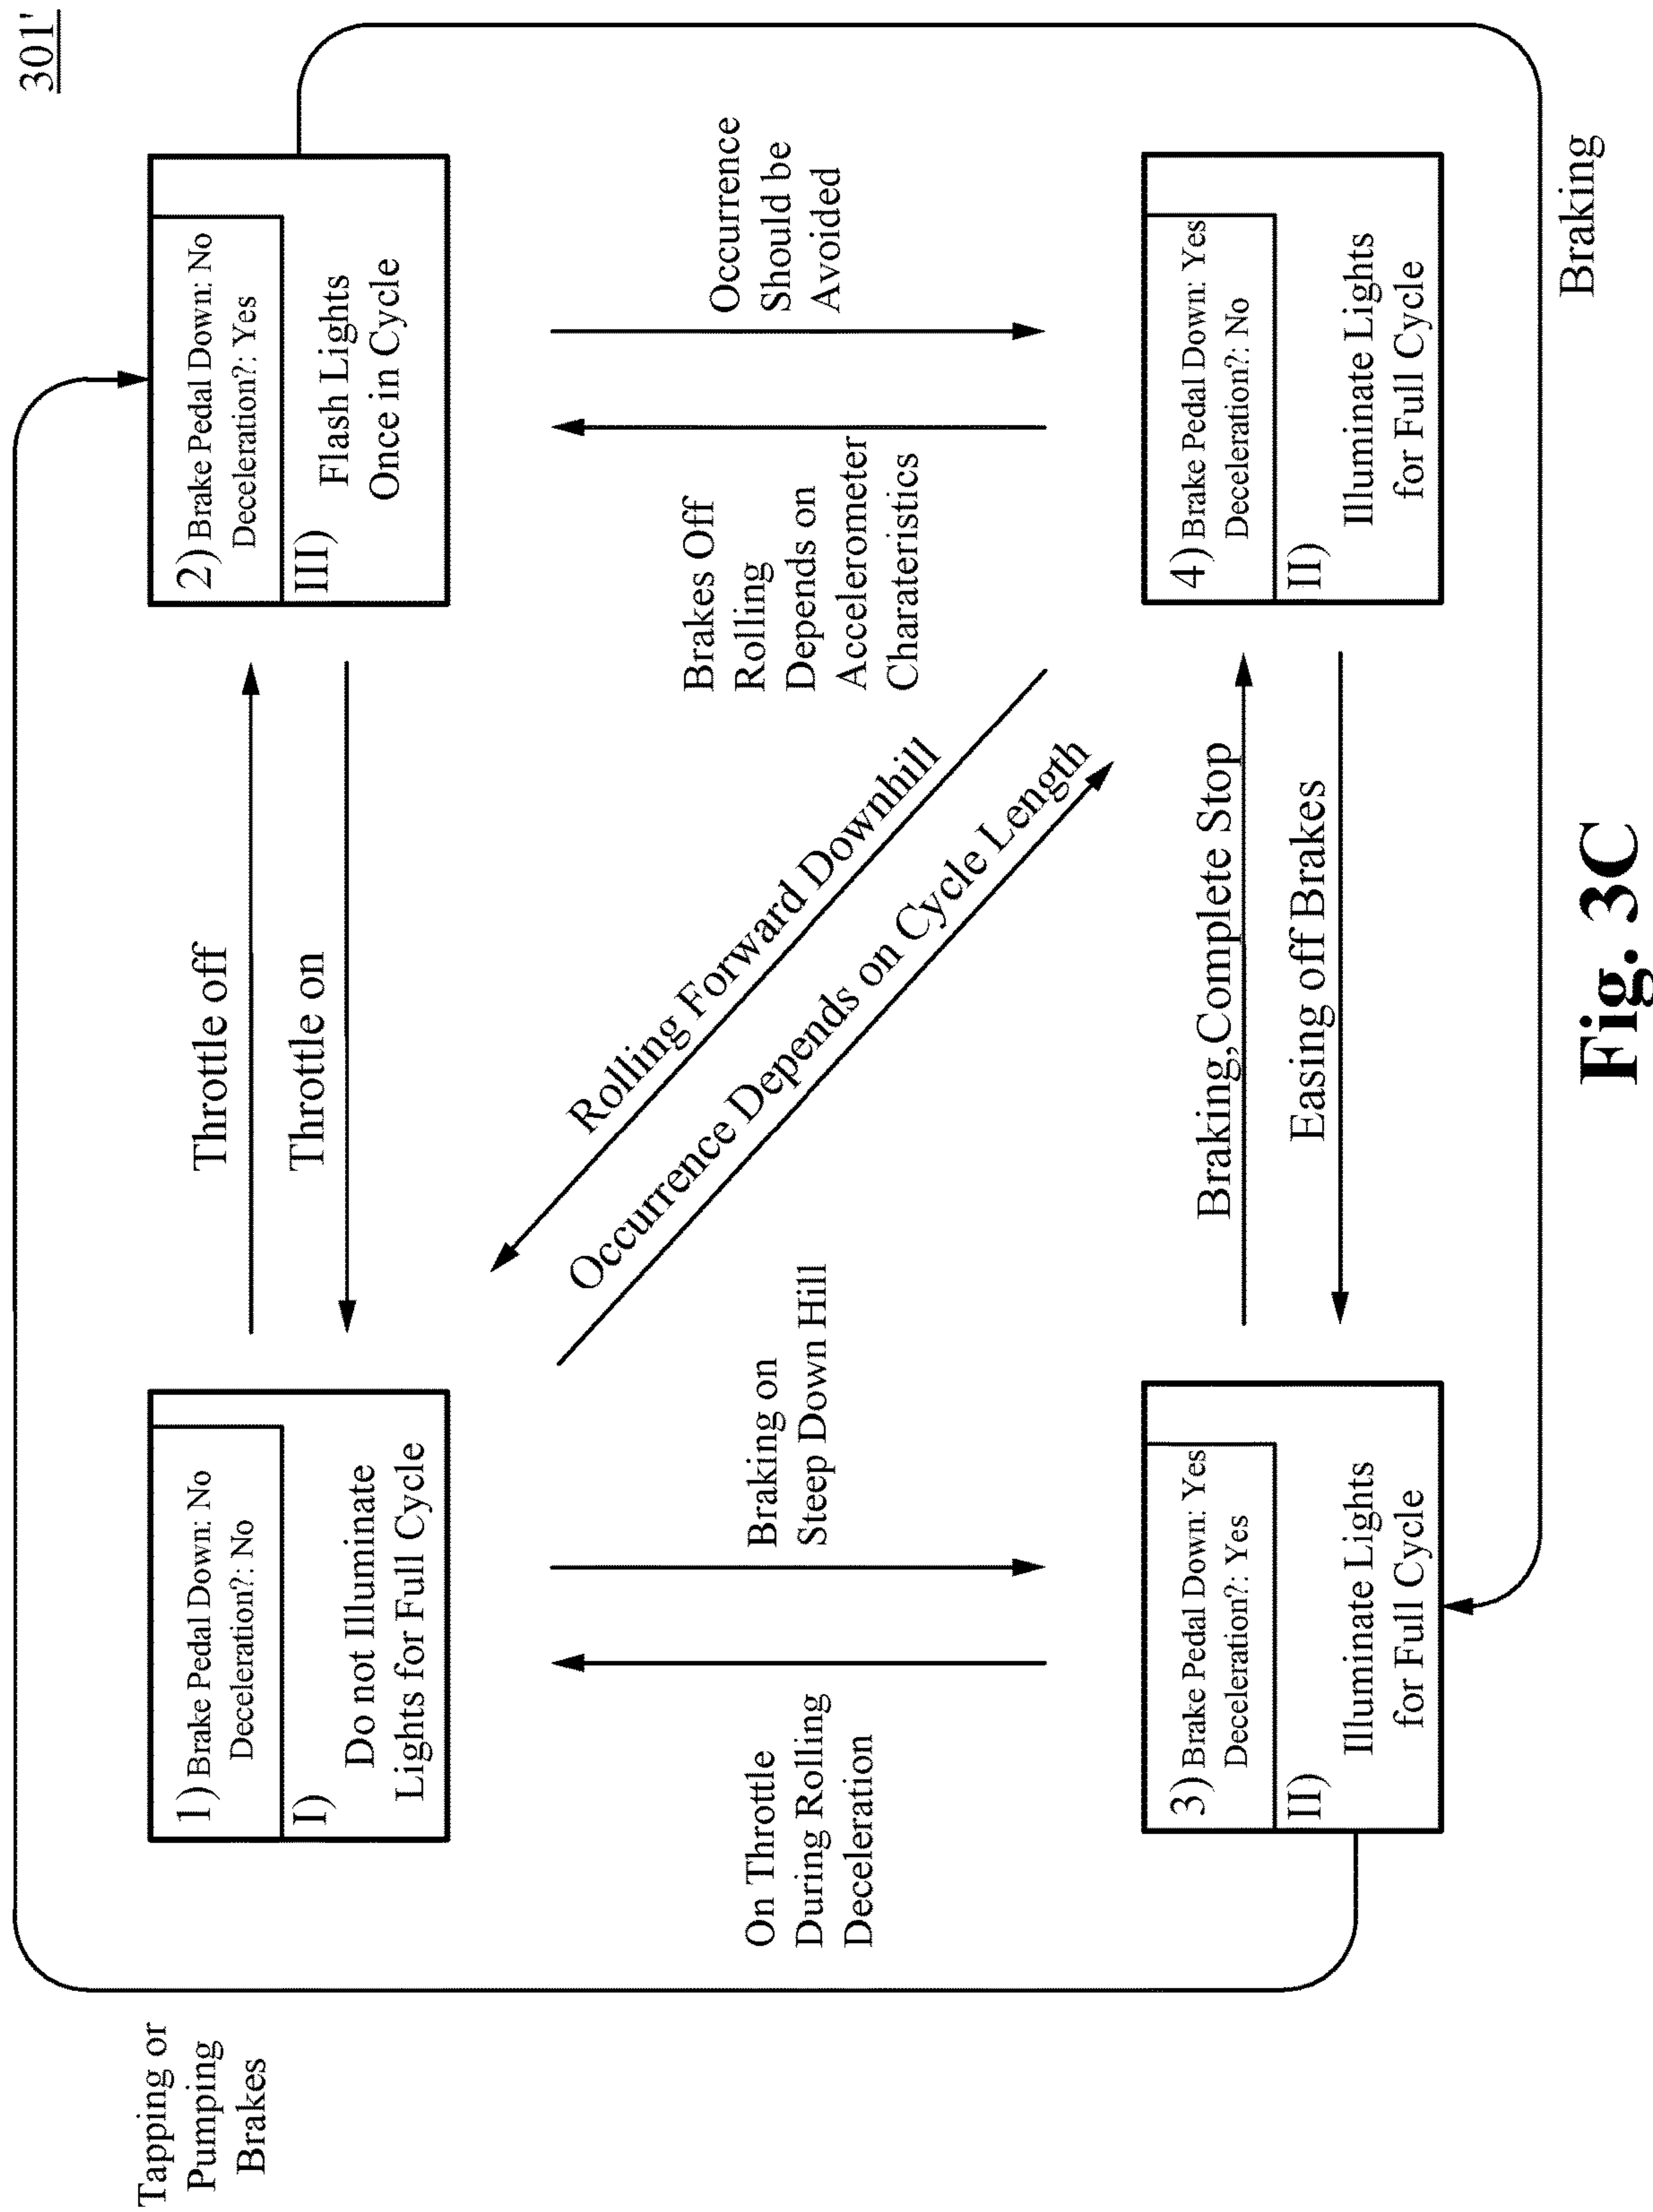 301'
Tapping or
Pumping
Brakes
1) Brake Pedal Down: No
Deceleration?: No
I)
Do not Illuminate
Lights for Full Cycle
Throttle off
Throttle on
2) Brake Pedal Down: No
Deceleration?: Yes
III)
Flash Lights
Once in Cycle
On Throttle
During Rolling
Deceleration
Braking on
Steep Down Hill
Rolling Forward Downhill
Occurrence Depends on Cycle Length
Brakes Off
Rolling
Depends on
Accelerometer
Charateristics
Occurrence
Should be
Avoided
3) Brake Pedal Down: Yes
Deceleration?: Yes
II)
Illuminate Lights
for Full Cycle
Braking,Complete Stop
Easing off Brakes
4) Brake Pedal Down: Yes
Deceleration?: No
II)
Illuminate Lights
for Full Cycle
Braking
Fig. 3C